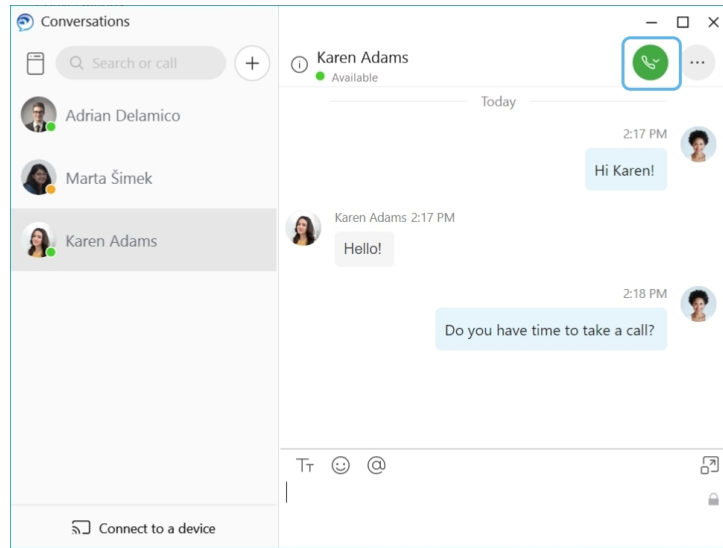 Conversations
Search or call
Adrian Delamico
Marta Šimek
Karen Adams
Connect to a device
Karen Adams
Available
Today
2:17 PM
Hi Karen!
Karen Adams 2:17 PM
Hello!
2:18 PM
Do you have time to take a call?